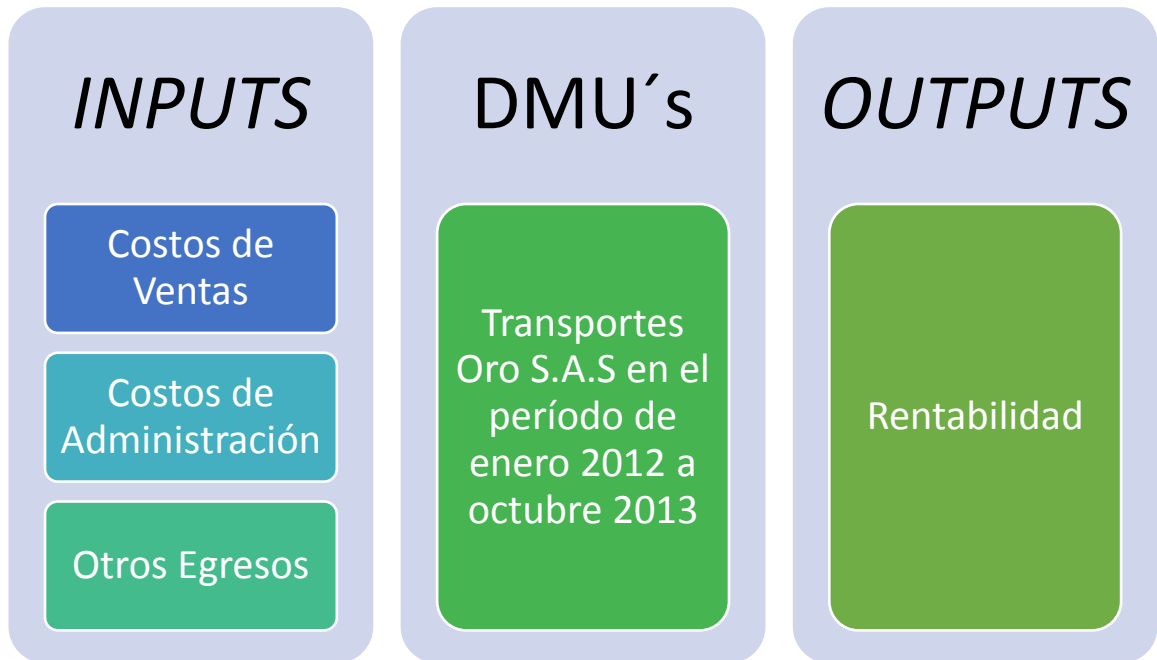 INPUTS
Costos de
Ventas
Costos de
Administración
Otros Egresos
DMU´s
Transportes
Oro S.A.S en el
período de
enero 2012 a
octubre 2013
OUTPUTS
Rentabilidad